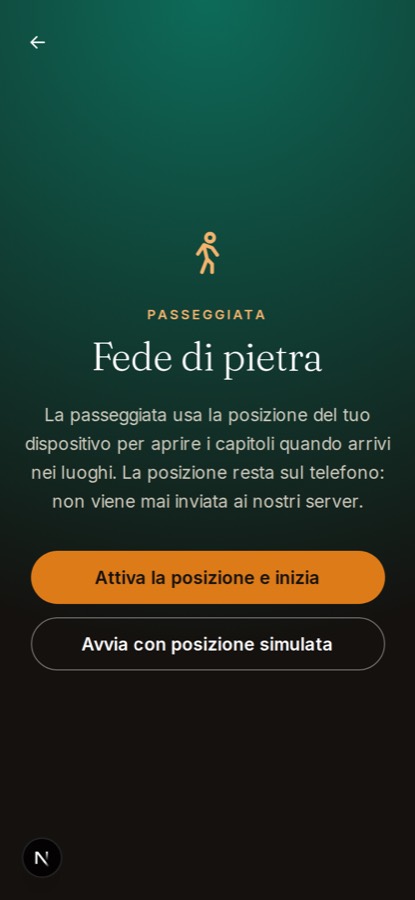 PASSEGGIATA
Fede di pietra
La passeggiata usa la posizione del tuo
dispositivo per aprire i capitoli quando arrivi
nei luoghi. La posizione resta sul telefono:
non viene mai inviata ai nostri server.
Attiva la posizione e inizia
Avvia con posizione simulata
N